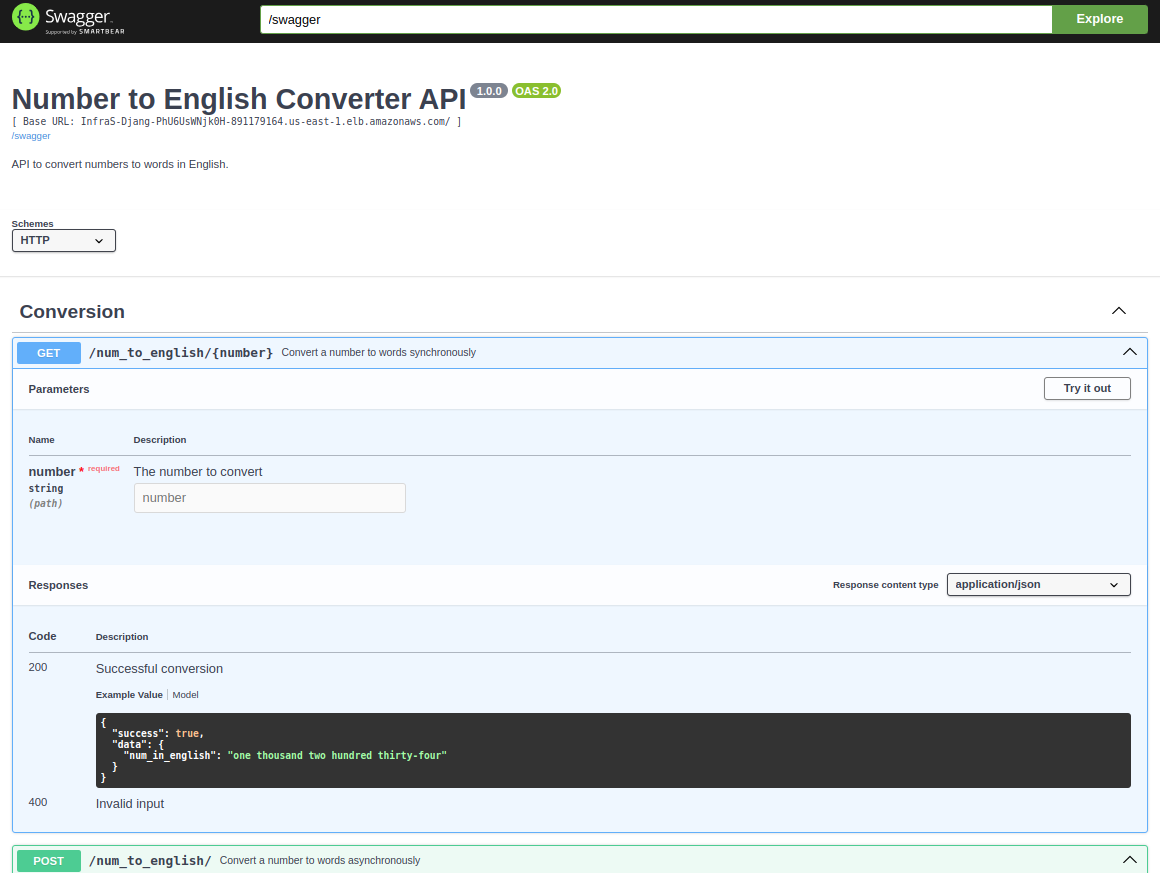 Swagger
Supported by SMARTBEAR
/swagger
Explore
Number to English Converter API 1.0.0 OAS 2.0
[ Base URL: InfraS-Djang-PhU6UsWNjk0H-891179164.us-east-1.elb.amazonaws.com/ ]
/swagger
API to convert numbers to words in English.
Schemes
HTTP
Conversion
GET /num_to_english/{number} Convert a number to words synchronously
Parameters
Try it out
Name Description
number * required
string
(path)
The number to convert
number
Responses
Response content type application/json
Code Description
200 Successful conversion
Example Value Model
{
  "success": true,
  "data": {
    "num_in_english": "one thousand two hundred thirty-four"
  }
}
400 Invalid input
POST /num_to_english/ Convert a number to words asynchronously